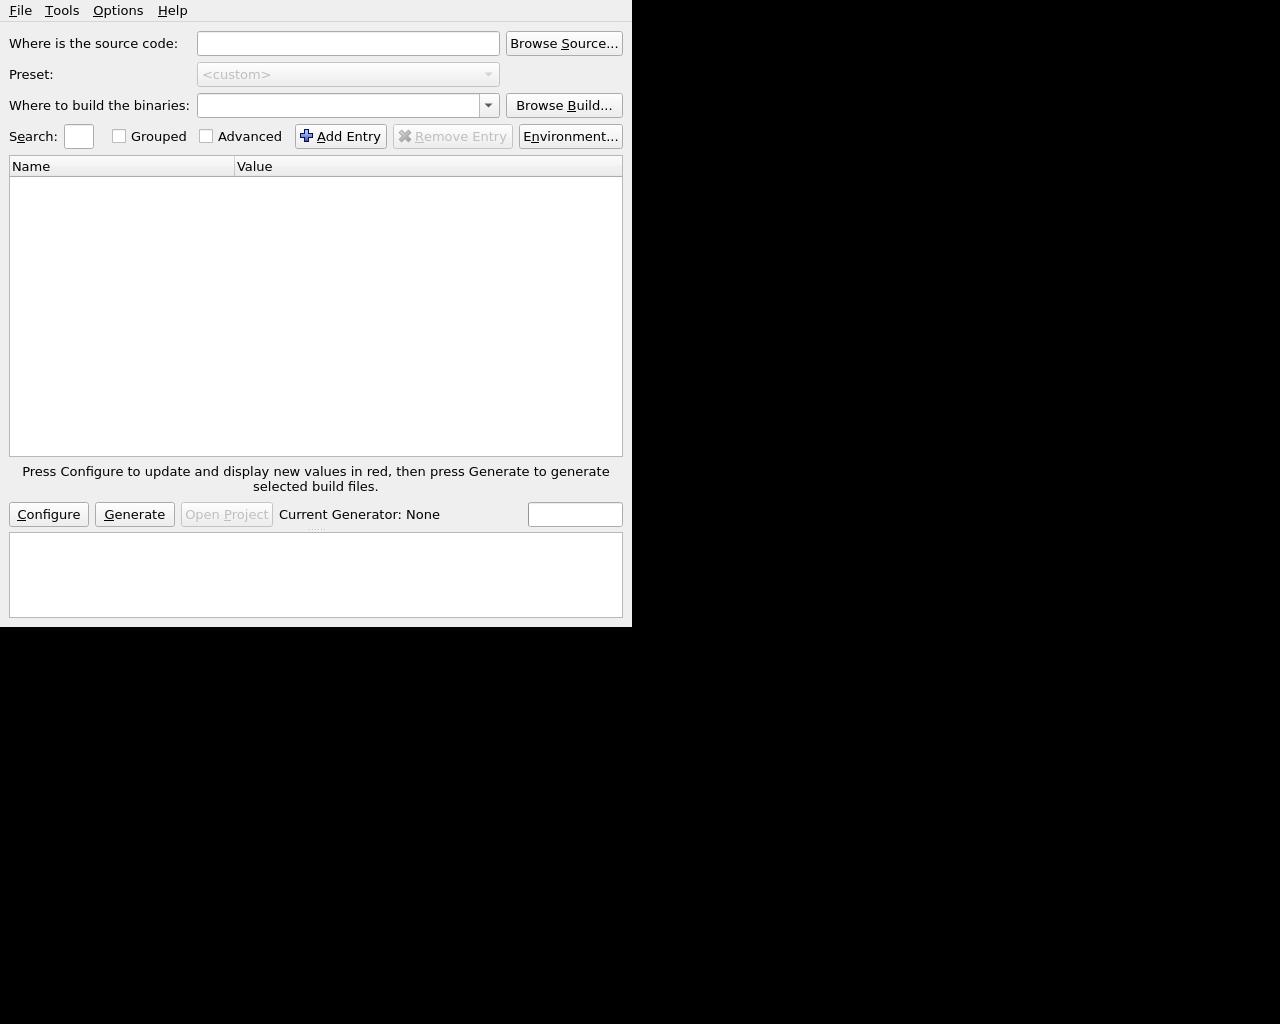 File Tools Options Help
Where is the source code: Browse Source...
Preset: <custom>
Where to build the binaries: Browse Build...
Search: Grouped Advanced Add Entry Remove Entry Environment...
Name Value
Press Configure to update and display new values in red, then press Generate to generate
selected build files.
Configure Generate Open Project Current Generator: None